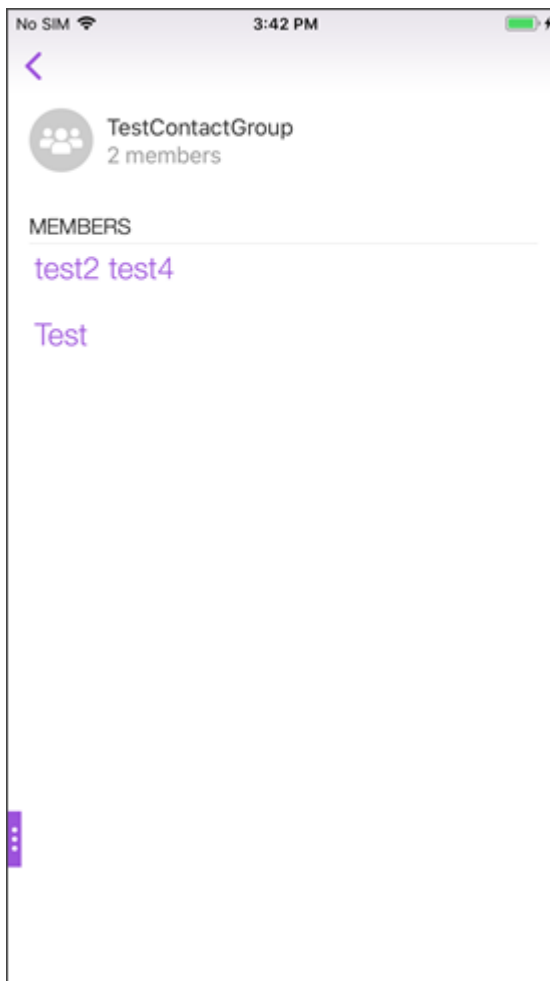 No SIM 3:42 PM
TestContactGroup
2 members
MEMBERS
test2 test4
Test